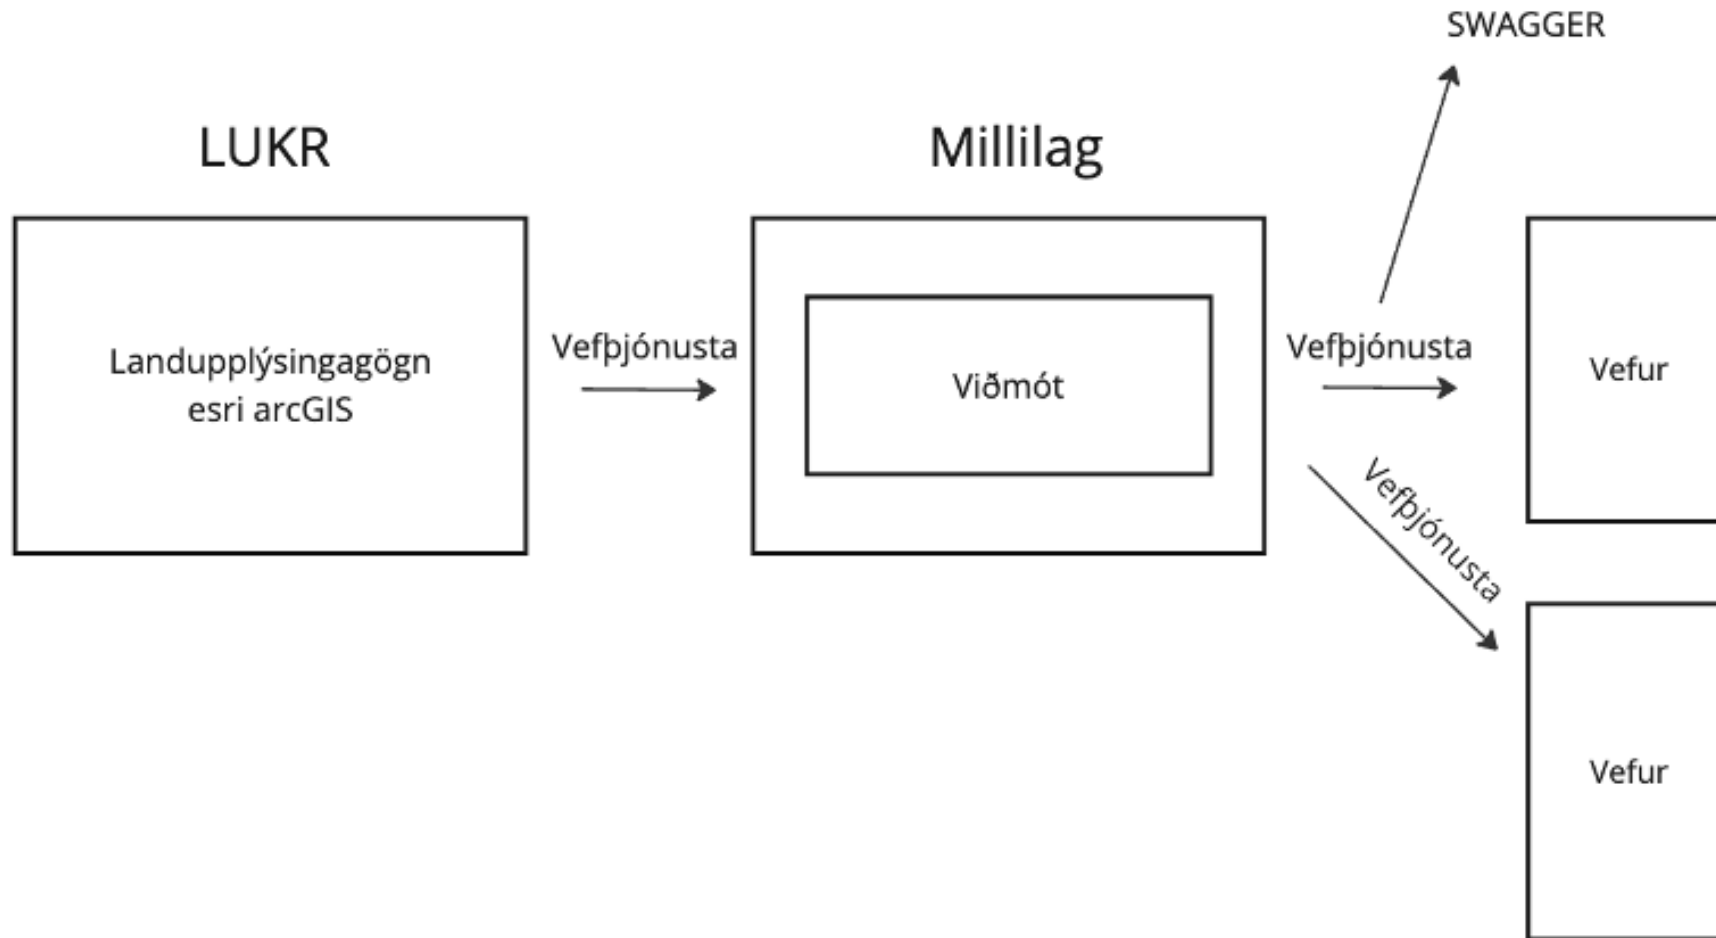 SWAGGER
LUKR
Millilag
Landupplýsingagögn
esri arcGIS
Vefþjónusta
Viðmót
Vefþjónusta
Vefur
Vefþjónusta
Vefur